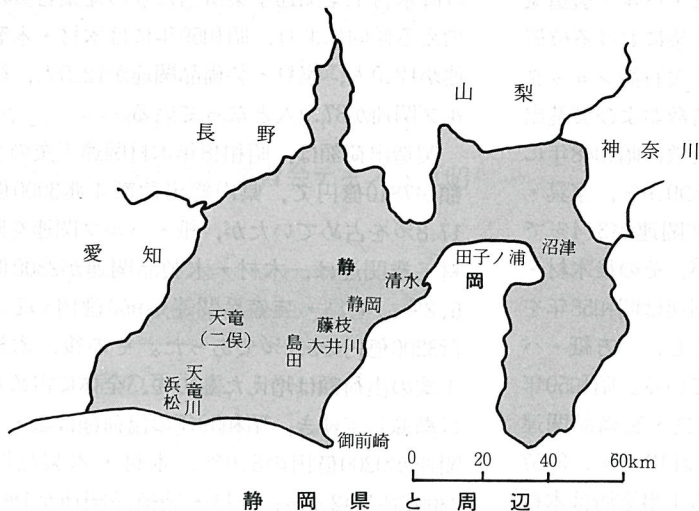 山梨
長野
神奈川
愛知
静
岡
田子ノ浦
沼津
清水
静岡
天竜
(二俣)
藤枝
大井川
島田
天竜川
浜松
御前崎
0 20 40 60km
静岡県と周辺